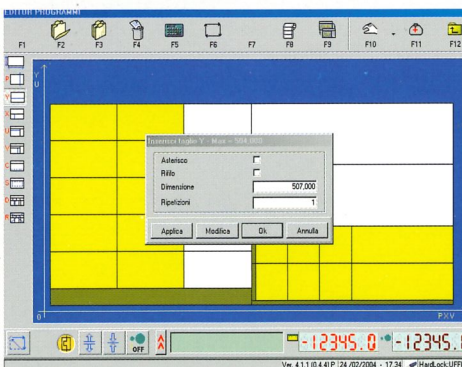 EDITOR PROGRAMMI
F1 F2 F3 F4 F5 F6 F7 F8 F9 F10 F11 F12
Y
U
P
Y
X
U
V
C
G
D
R
Inserisci taglio Y - Max = 504,000
Asterisco
Rifilo
Dimensione 507,000
Ripetizioni 1
Applica Modifica Ok Annulla
0 PXV
OFF -12345.0 -12345.
Ver. 4.1.1 (0.4.4) P 24/02/2004 - 17.34 HardLock:UFFI